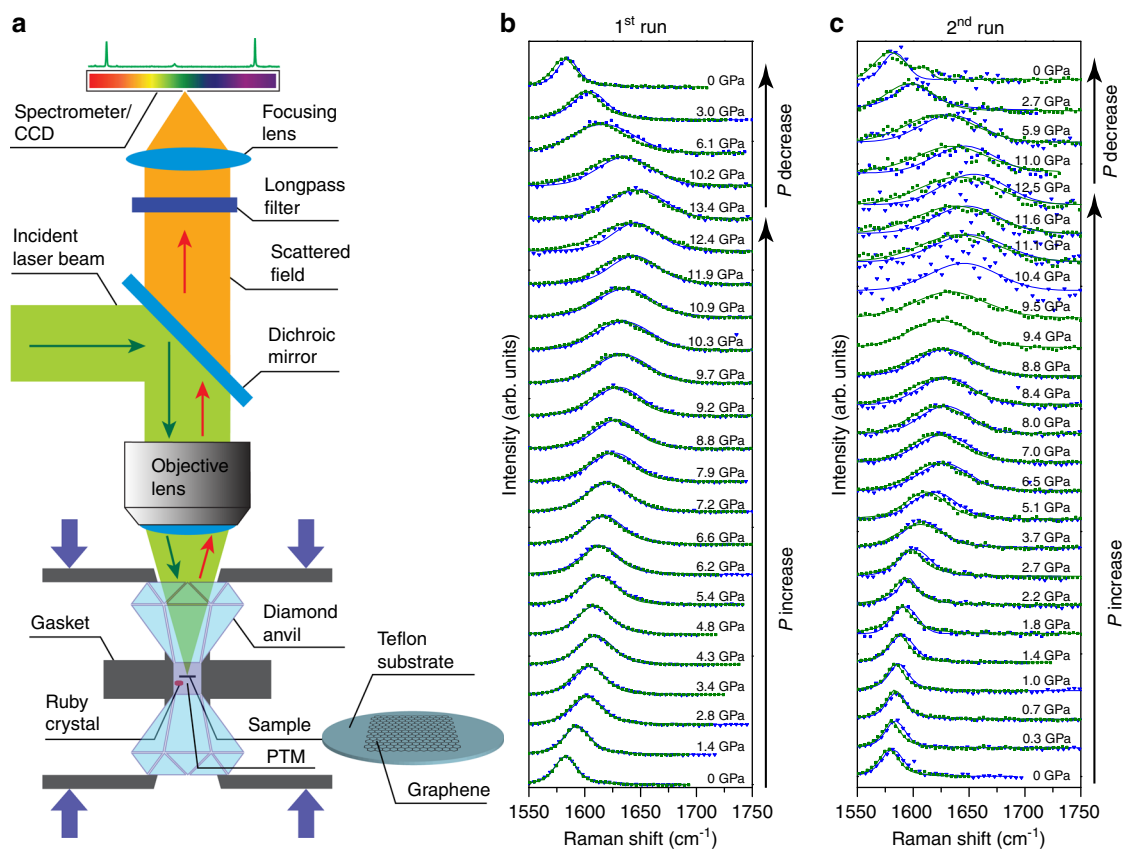 a
Spectrometer/
CCD
Focusing
lens
Longpass
filter
Incident
laser beam
Scattered
field
Dichroic
mirror
Objective
lens
Diamond
anvil
Gasket
Teflon
substrate
Ruby
crystal
Sample
PTM
Graphene
b
1st run
0 GPa
3.0 GPa
6.1 GPa
10.2 GPa
13.4 GPa
12.4 GPa
11.9 GPa
10.9 GPa
10.3 GPa
9.7 GPa
9.2 GPa
8.8 GPa
7.9 GPa
7.2 GPa
6.6 GPa
6.2 GPa
5.4 GPa
4.8 GPa
4.3 GPa
3.4 GPa
2.8 GPa
1.4 GPa
0 GPa
P decrease
P increase
Intensity (arb. units)
1550 1600 1650 1700 1750
Raman shift (cm-1)
c
2nd run
0 GPa
2.7 GPa
5.9 GPa
11.0 GPa
12.5 GPa
11.6 GPa
11.1 GPa
10.4 GPa
9.5 GPa
9.4 GPa
8.8 GPa
8.4 GPa
8.0 GPa
7.0 GPa
6.5 GPa
5.1 GPa
3.7 GPa
2.7 GPa
2.2 GPa
1.8 GPa
1.4 GPa
1.0 GPa
0.7 GPa
0.3 GPa
0 GPa
P decrease
P increase
Intensity (arb. units)
1550 1600 1650 1700 1750
Raman shift (cm-1)